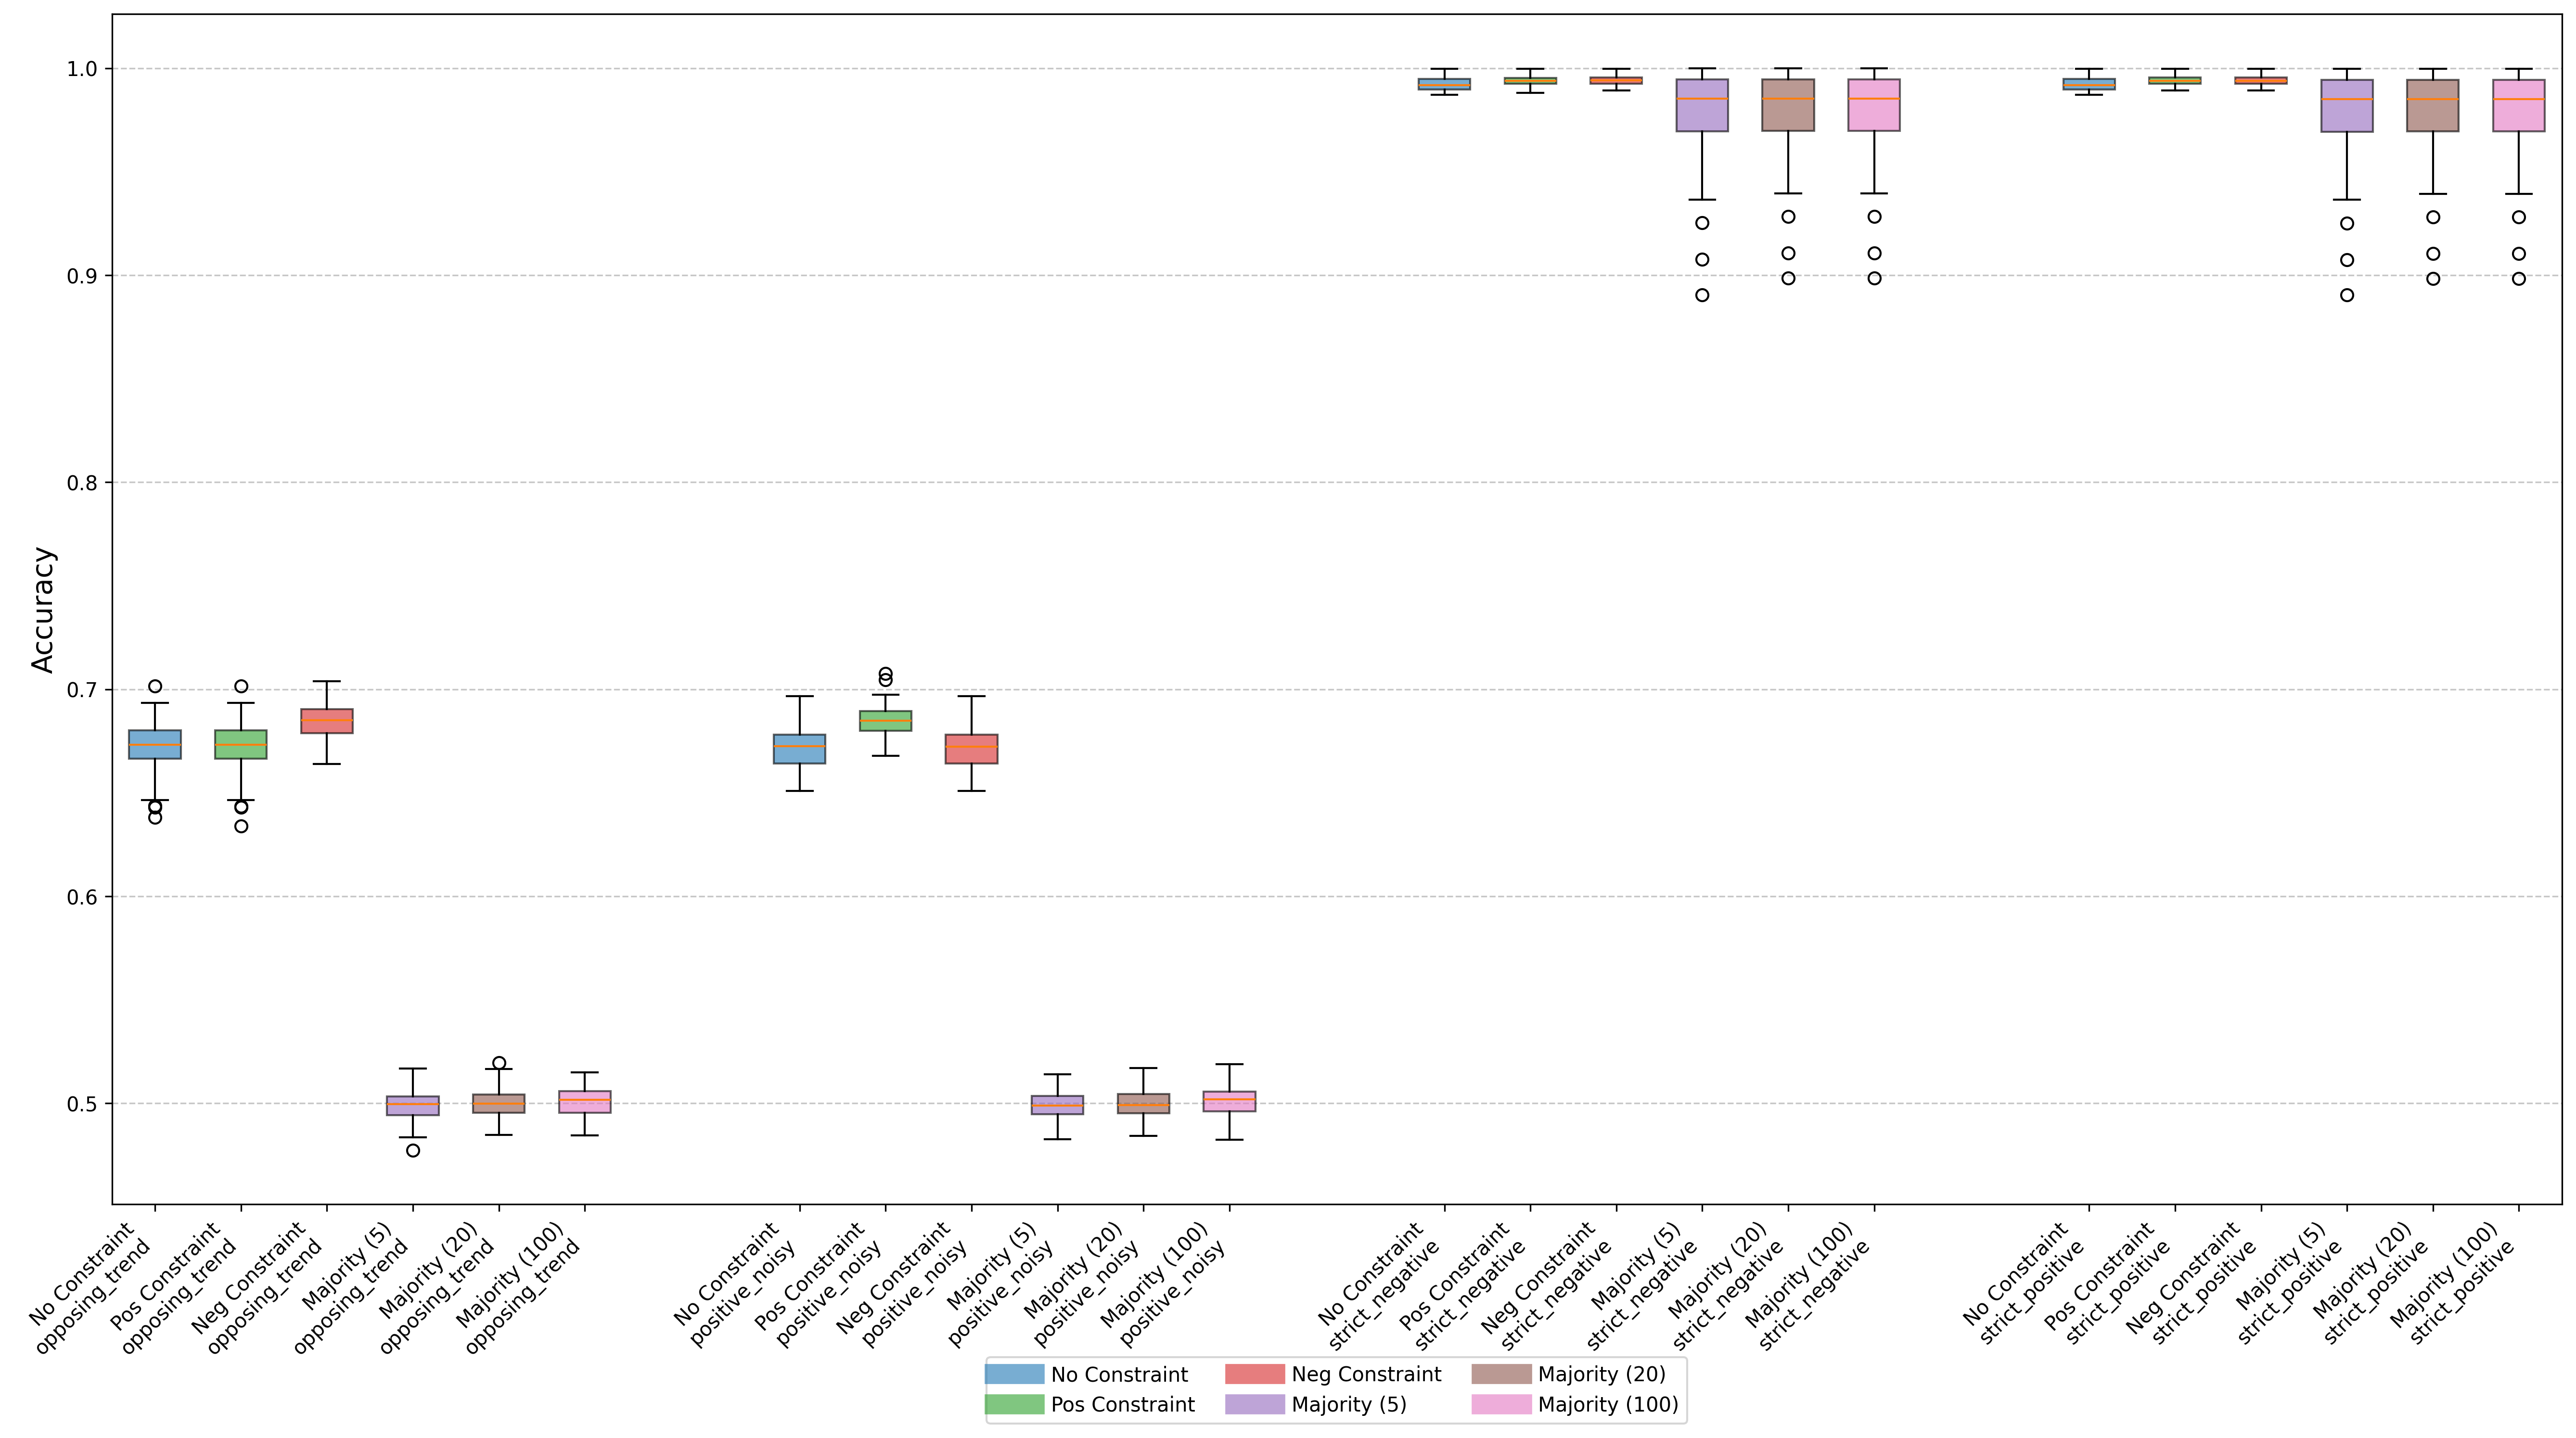 Accuracy
1.0
0.9
0.8
0.7
0.6
0.5
No Constraint
opposing_trend
Pos Constraint
opposing_trend
Neg Constraint
opposing_trend
Majority (5)
opposing_trend
Majority (20)
opposing_trend
Majority (100)
opposing_trend
No Constraint
positive_noisy
Pos Constraint
positive_noisy
Neg Constraint
positive_noisy
Majority (5)
positive_noisy
Majority (20)
positive_noisy
Majority (100)
positive_noisy
No Constraint
strict_negative
Pos Constraint
strict_negative
Neg Constraint
strict_negative
Majority (5)
strict_negative
Majority (20)
strict_negative
Majority (100)
strict_negative
No Constraint
strict_positive
Pos Constraint
strict_positive
Neg Constraint
strict_positive
Majority (5)
strict_positive
Majority (20)
strict_positive
Majority (100)
strict_positive
No Constraint
Pos Constraint
Neg Constraint
Majority (5)
Majority (20)
Majority (100)